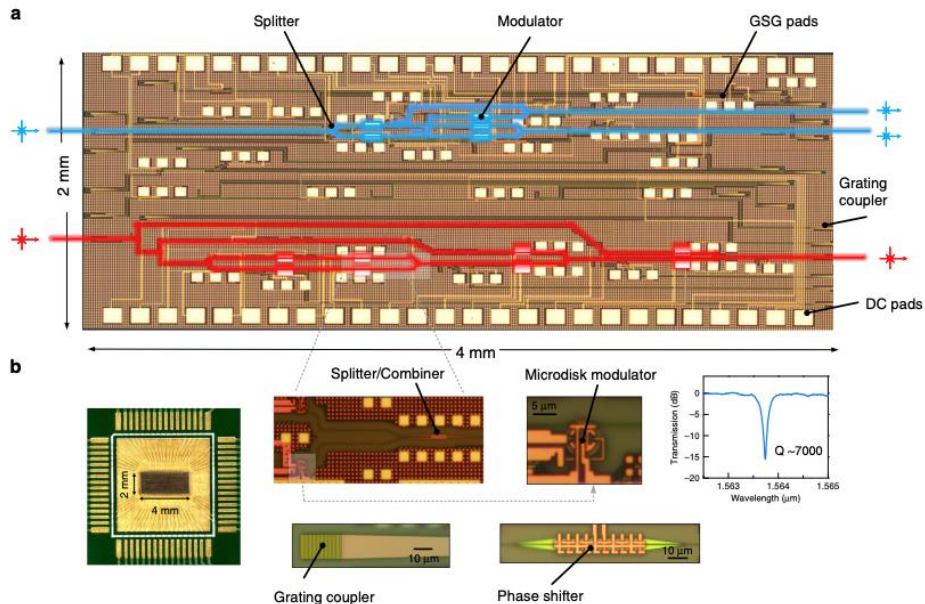 a
Splitter
Modulator
GSG pads
2 mm
Grating coupler
DC pads
4 mm
b
Splitter/Combiner
Microdisk modulator
5 μm
2 mm
4 mm
Transmission (dB)
0
−5
−10
−15
−20
Q ~7000
1.563
1.564
1.565
Wavelength (μm)
10 μm
10 μm
Grating coupler
Phase shifter